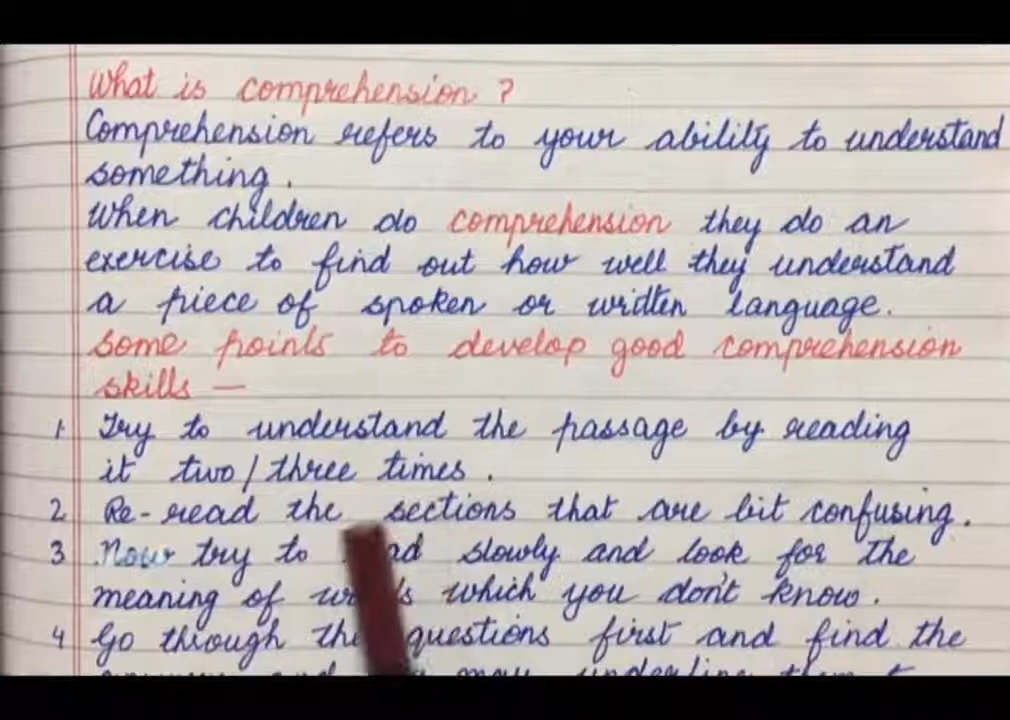 What is comprehension ?
Comprehension refers to your ability to understand
something.
When children do comprehension they do an
exercise to find out how well they understand
a piece of spoken or written language.
Some points to develop good comprehension
skills —
1. Try to understand the passage by reading
it two/three times.
2 Re-read the sections that are bit confusing.
3 Now try to slowly and look for the
meaning of which you don't know.
4 Go through questions first and find the
may underline them